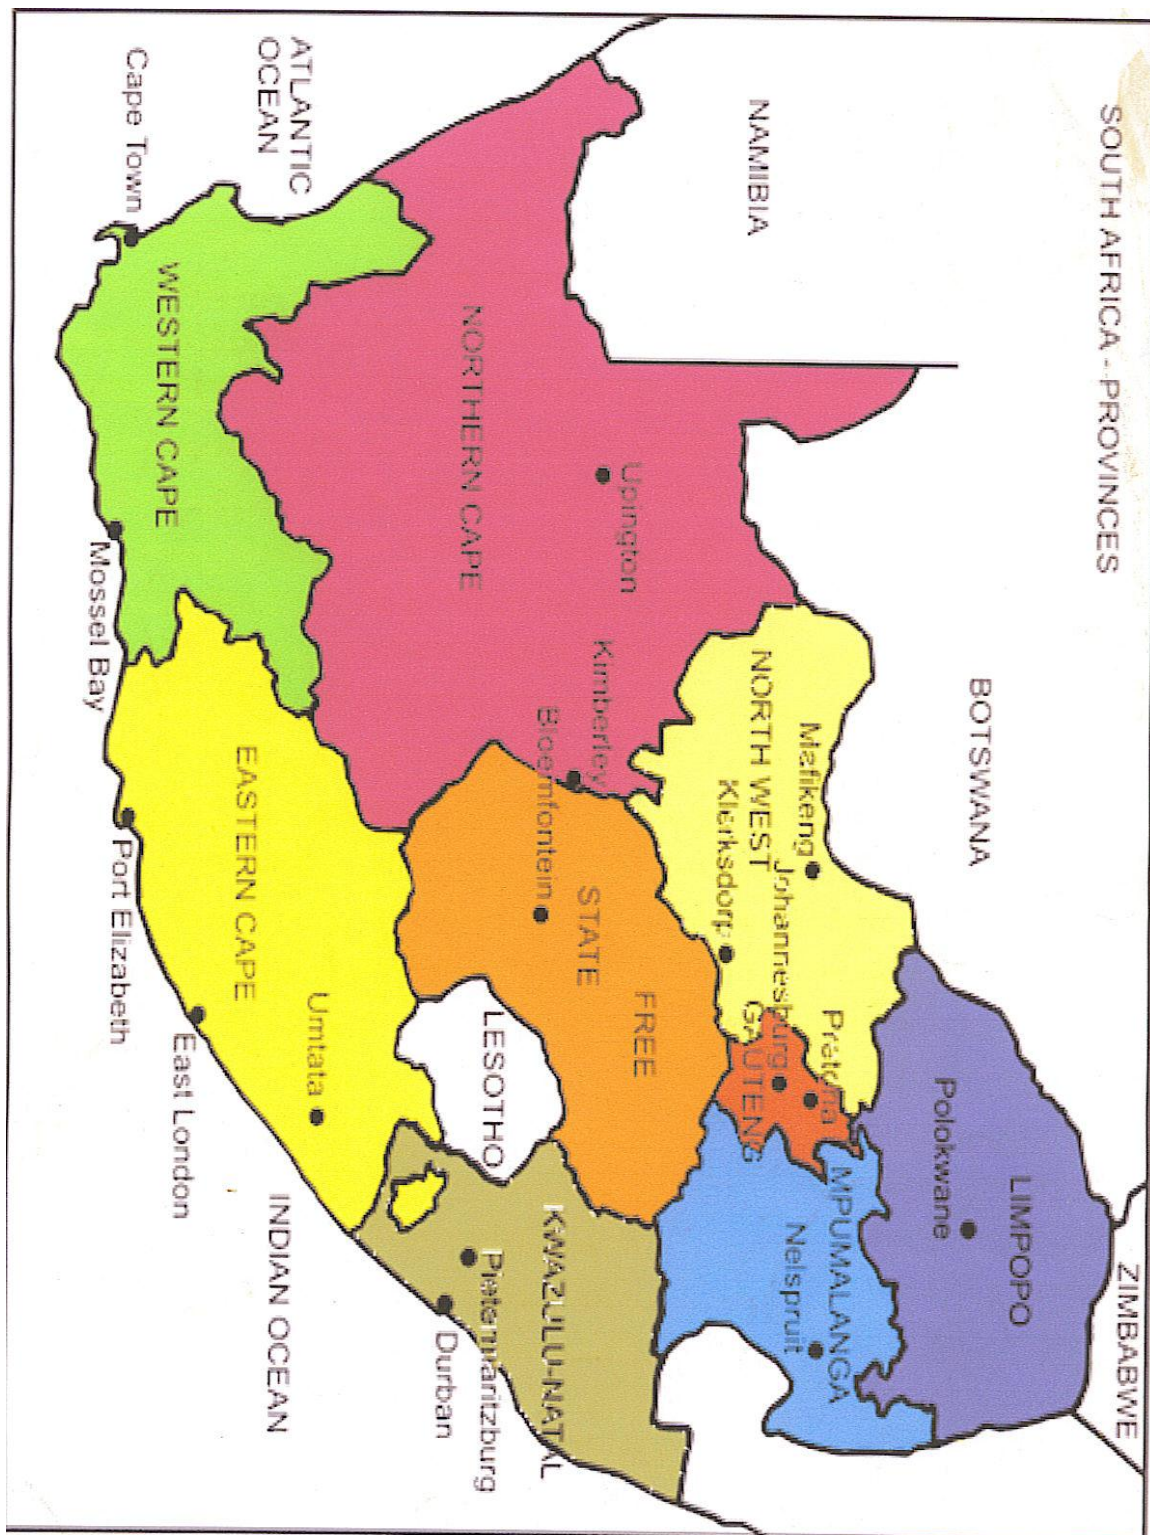 SOUTH AFRICA - PROVINCES
ZIMBABWE
LIMPOPO
BOTSWANA
Polokwane
NAMIBIA
Pretoria
MPUMALANGA
Mafikeng
Johannesburg
Nelspruit
NORTH WEST
GAUTENG
Klerksdorp
Upington
FREE
STATE
Kimberley
Bloemfontein
KWAZULU-NATAL
NORTHERN CAPE
LESOTHO
Pietermaritzburg
Durban
Umtata
ATLANTIC
OCEAN
INDIAN OCEAN
EASTERN CAPE
East London
WESTERN CAPE
Cape Town
Port Elizabeth
Mossel Bay